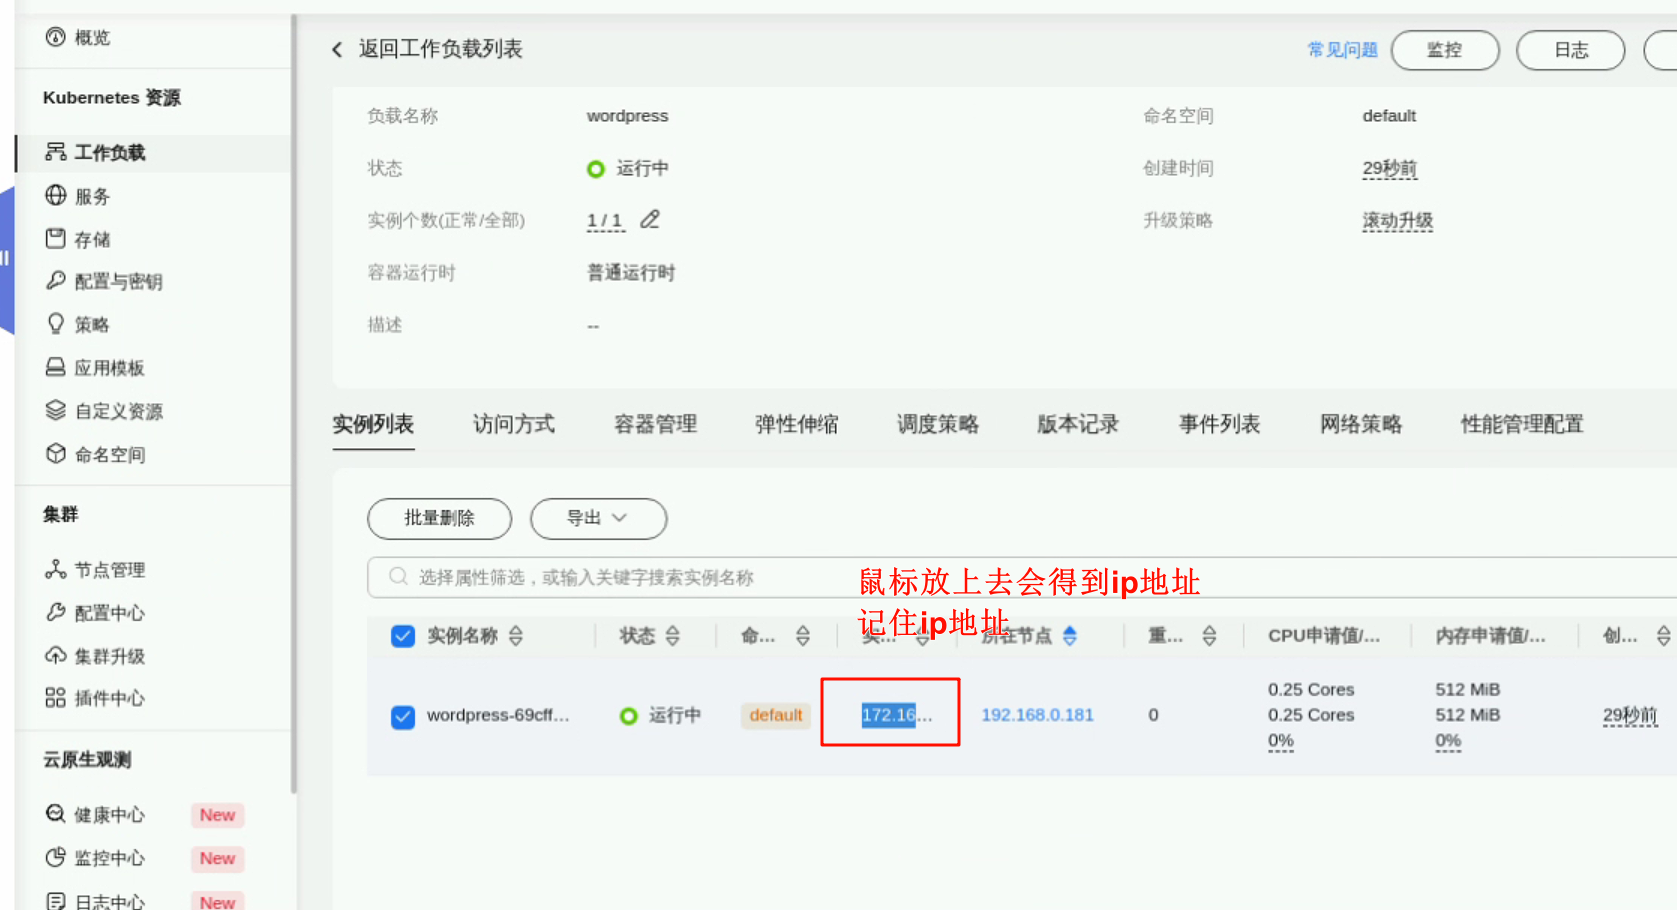 概览
Kubernetes 资源
工作负载
服务
存储
配置与密钥
策略
应用模板
自定义资源
命名空间
集群
节点管理
配置中心
集群升级
插件中心
云原生观测
健康中心 New
监控中心 New
日志中心 New
返回工作负载列表
常见问题 监控 日志
负载名称 wordpress 命名空间 default
状态 运行中 创建时间 29秒前
实例个数(正常/全部) 1 / 1 升级策略 滚动升级
容器运行时 普通运行时
描述 --
实例列表 访问方式 容器管理 弹性伸缩 调度策略 版本记录 事件列表 网络策略 性能管理配置
批量删除 导出
选择属性筛选，或输入关键字搜索实例名称
鼠标放上去会得到ip地址
记住ip地址
实例名称 状态 命... 实... 所在节点 重... CPU申请值/... 内存申请值/... 创...
wordpress-69cff... 运行中 default 172.16... 192.168.0.181 0 0.25 Cores 512 MiB 29秒前
0.25 Cores 512 MiB
0% 0%